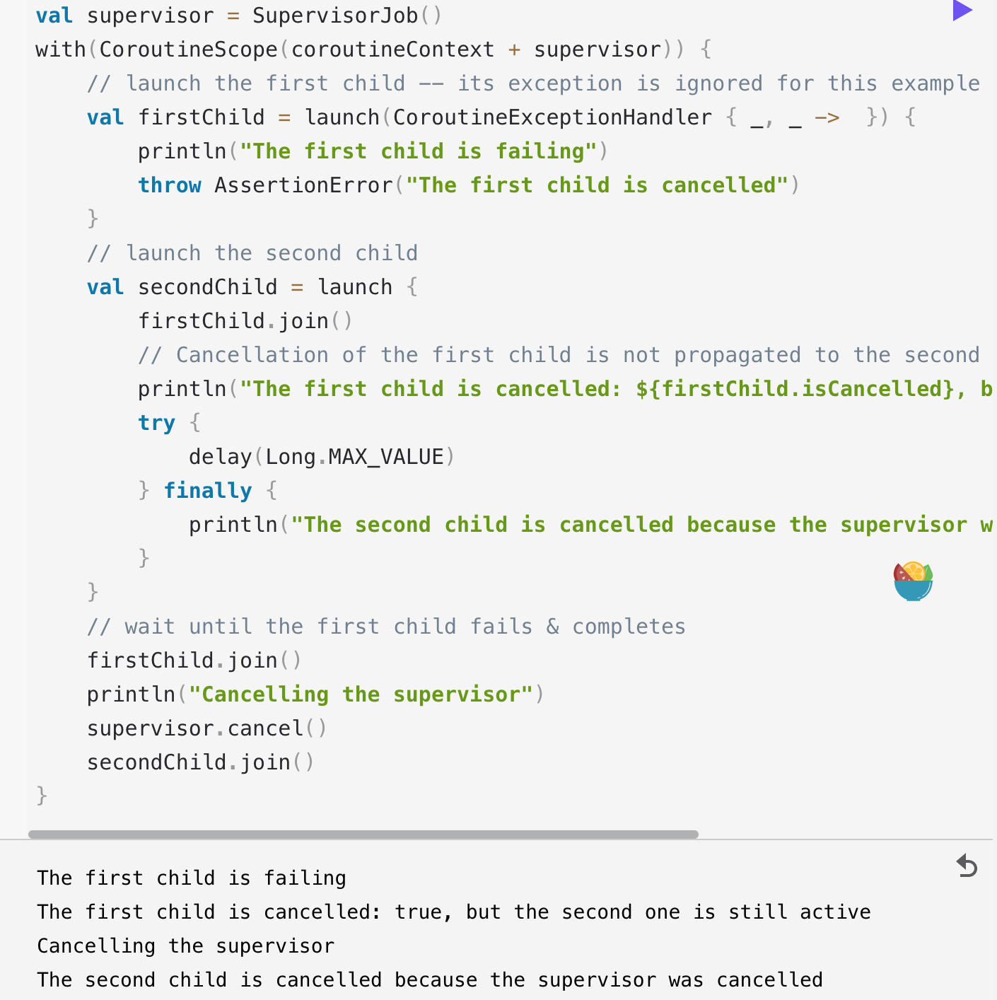 val supervisor = SupervisorJob()
with(CoroutineScope(coroutineContext + supervisor)) {
    // launch the first child -- its exception is ignored for this example
    val firstChild = launch(CoroutineExceptionHandler { _, _ ->  }) {
        println("The first child is failing")
        throw AssertionError("The first child is cancelled")
    }
    // launch the second child
    val secondChild = launch {
        firstChild.join()
        // Cancellation of the first child is not propagated to the second
        println("The first child is cancelled: ${firstChild.isCancelled}, b
        try {
            delay(Long.MAX_VALUE)
        } finally {
            println("The second child is cancelled because the supervisor w
        }
    }
    // wait until the first child fails & completes
    firstChild.join()
    println("Cancelling the supervisor")
    supervisor.cancel()
    secondChild.join()
}
The first child is failing
The first child is cancelled: true, but the second one is still active
Cancelling the supervisor
The second child is cancelled because the supervisor was cancelled